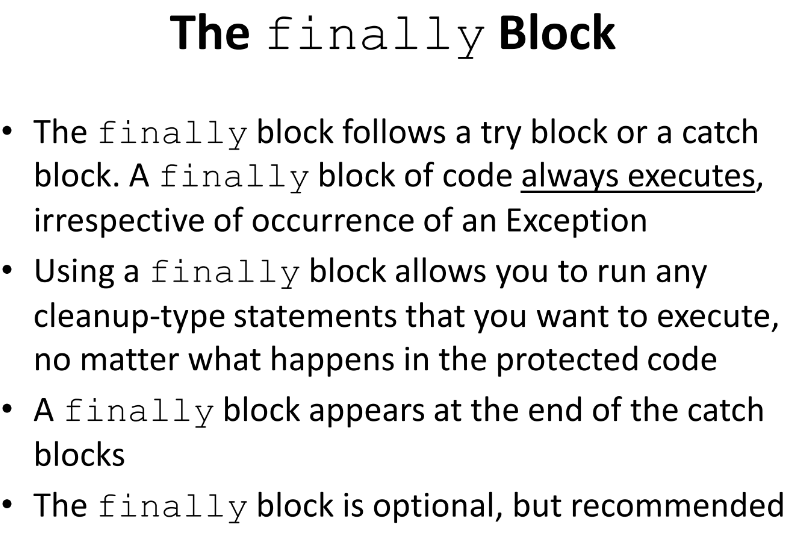 The finally Block
• The finally block follows a try block or a catch
block. A finally block of code always executes,
irrespective of occurrence of an Exception
• Using a finally block allows you to run any
cleanup-type statements that you want to execute,
no matter what happens in the protected code
• A finally block appears at the end of the catch
blocks
• The finally block is optional, but recommended